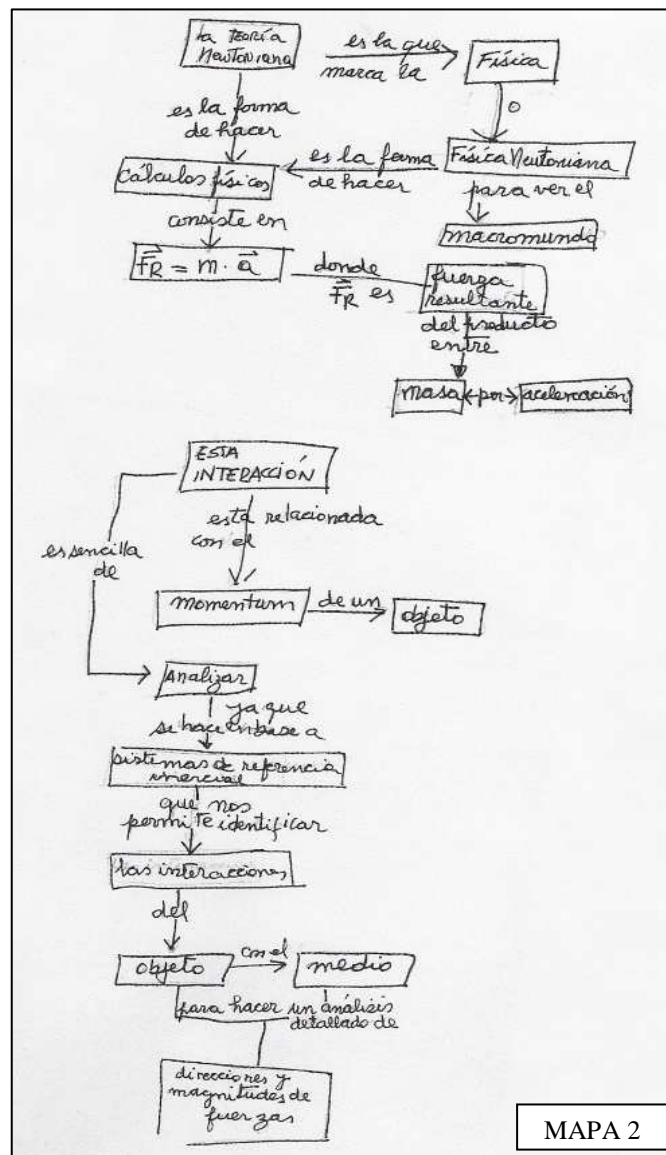 la teoría
Newtoniana
es la que
marca la
Física
es la forma
de hacer
o
Cálculos físicos
es la forma
de hacer
Física Newtoniana
consiste en
para ver el
macromundo
F⃗R = m · a⃗
donde
F⃗R es
fuerza
resultante
del producto
entre
masa
por
aceleración
ESTA
INTERACCIÓN
está relacionada
con el
es sencilla
de
momentum
de un
objeto
Analizar
ya que
se hace en base a
sistemas de referencia
inercial
que nos
permite identificar
las interacciones
del
objeto
con el
medio
para hacer un análisis
detallado de
direcciones y
magnitudes de
fuerzas
MAPA 2